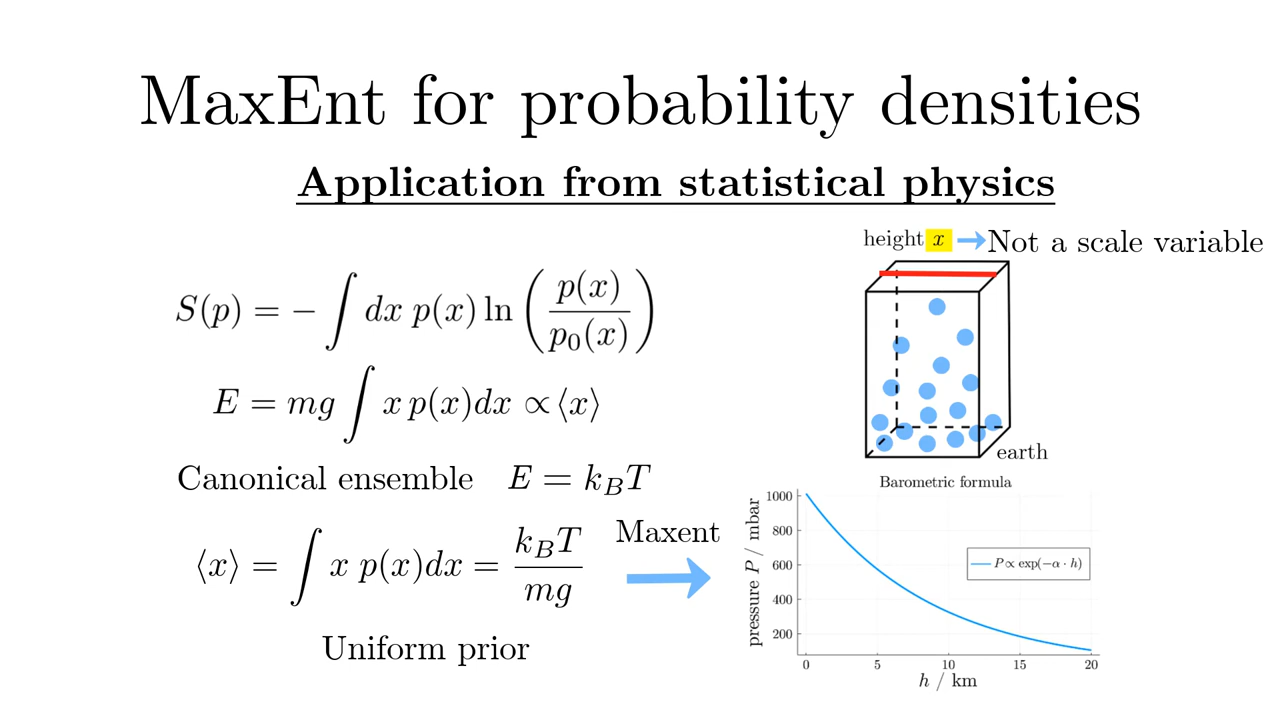 MaxEnt for probability densities
Application from statistical physics
height x → Not a scale variable
S(p) = − ∫ dx p(x) ln ( p(x) / p₀(x) )
E = mg ∫ x p(x)dx ∝ ⟨x⟩
Canonical ensemble E = k_BT
⟨x⟩ = ∫ x p(x)dx = k_BT / mg
Uniform prior
Maxent
earth
Barometric formula
pressure P / mbar
1000
800
600
400
200
P ∝ exp(−α · h)
0 5 10 15 20
h / km